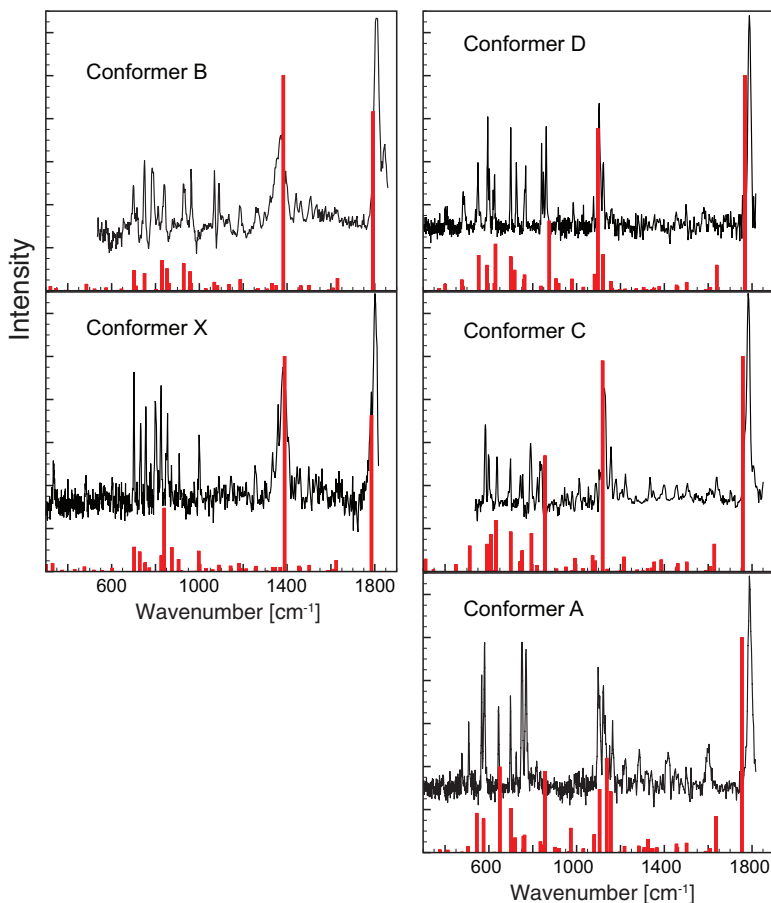 Conformer B
Conformer D
Intensity
Conformer X
Conformer C
600 1000 1400 1800
Wavenumber [cm-1]
Conformer A
600 1000 1400 1800
Wavenumber [cm-1]